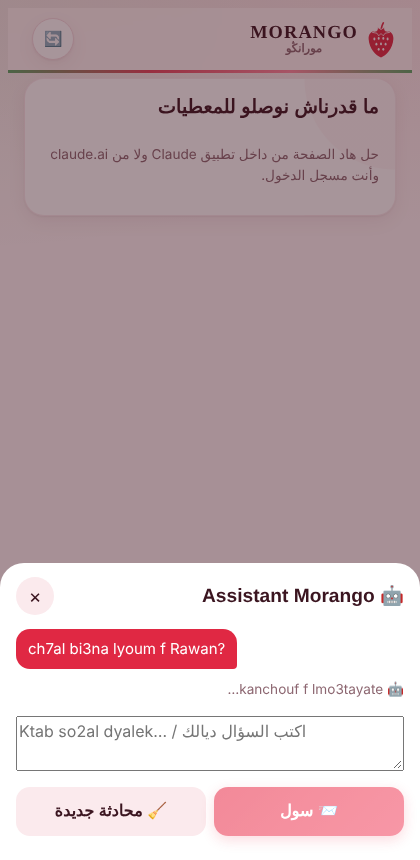 MORANGO
مورانڭو
ما قدرناش نوصلو للمعطيات
حل هاد الصفحة من داخل تطبيق Claude ولا من claude.ai
وأنت مسجل الدخول.
Assistant Morango 🤖
×
ch7al bi3na lyoum f Rawan?
🤖 kanchouf f lmo3tayate...
Ktab so2al dyalek... / اكتب السؤال ديالك
📨 سول
🧹 محادثة جديدة